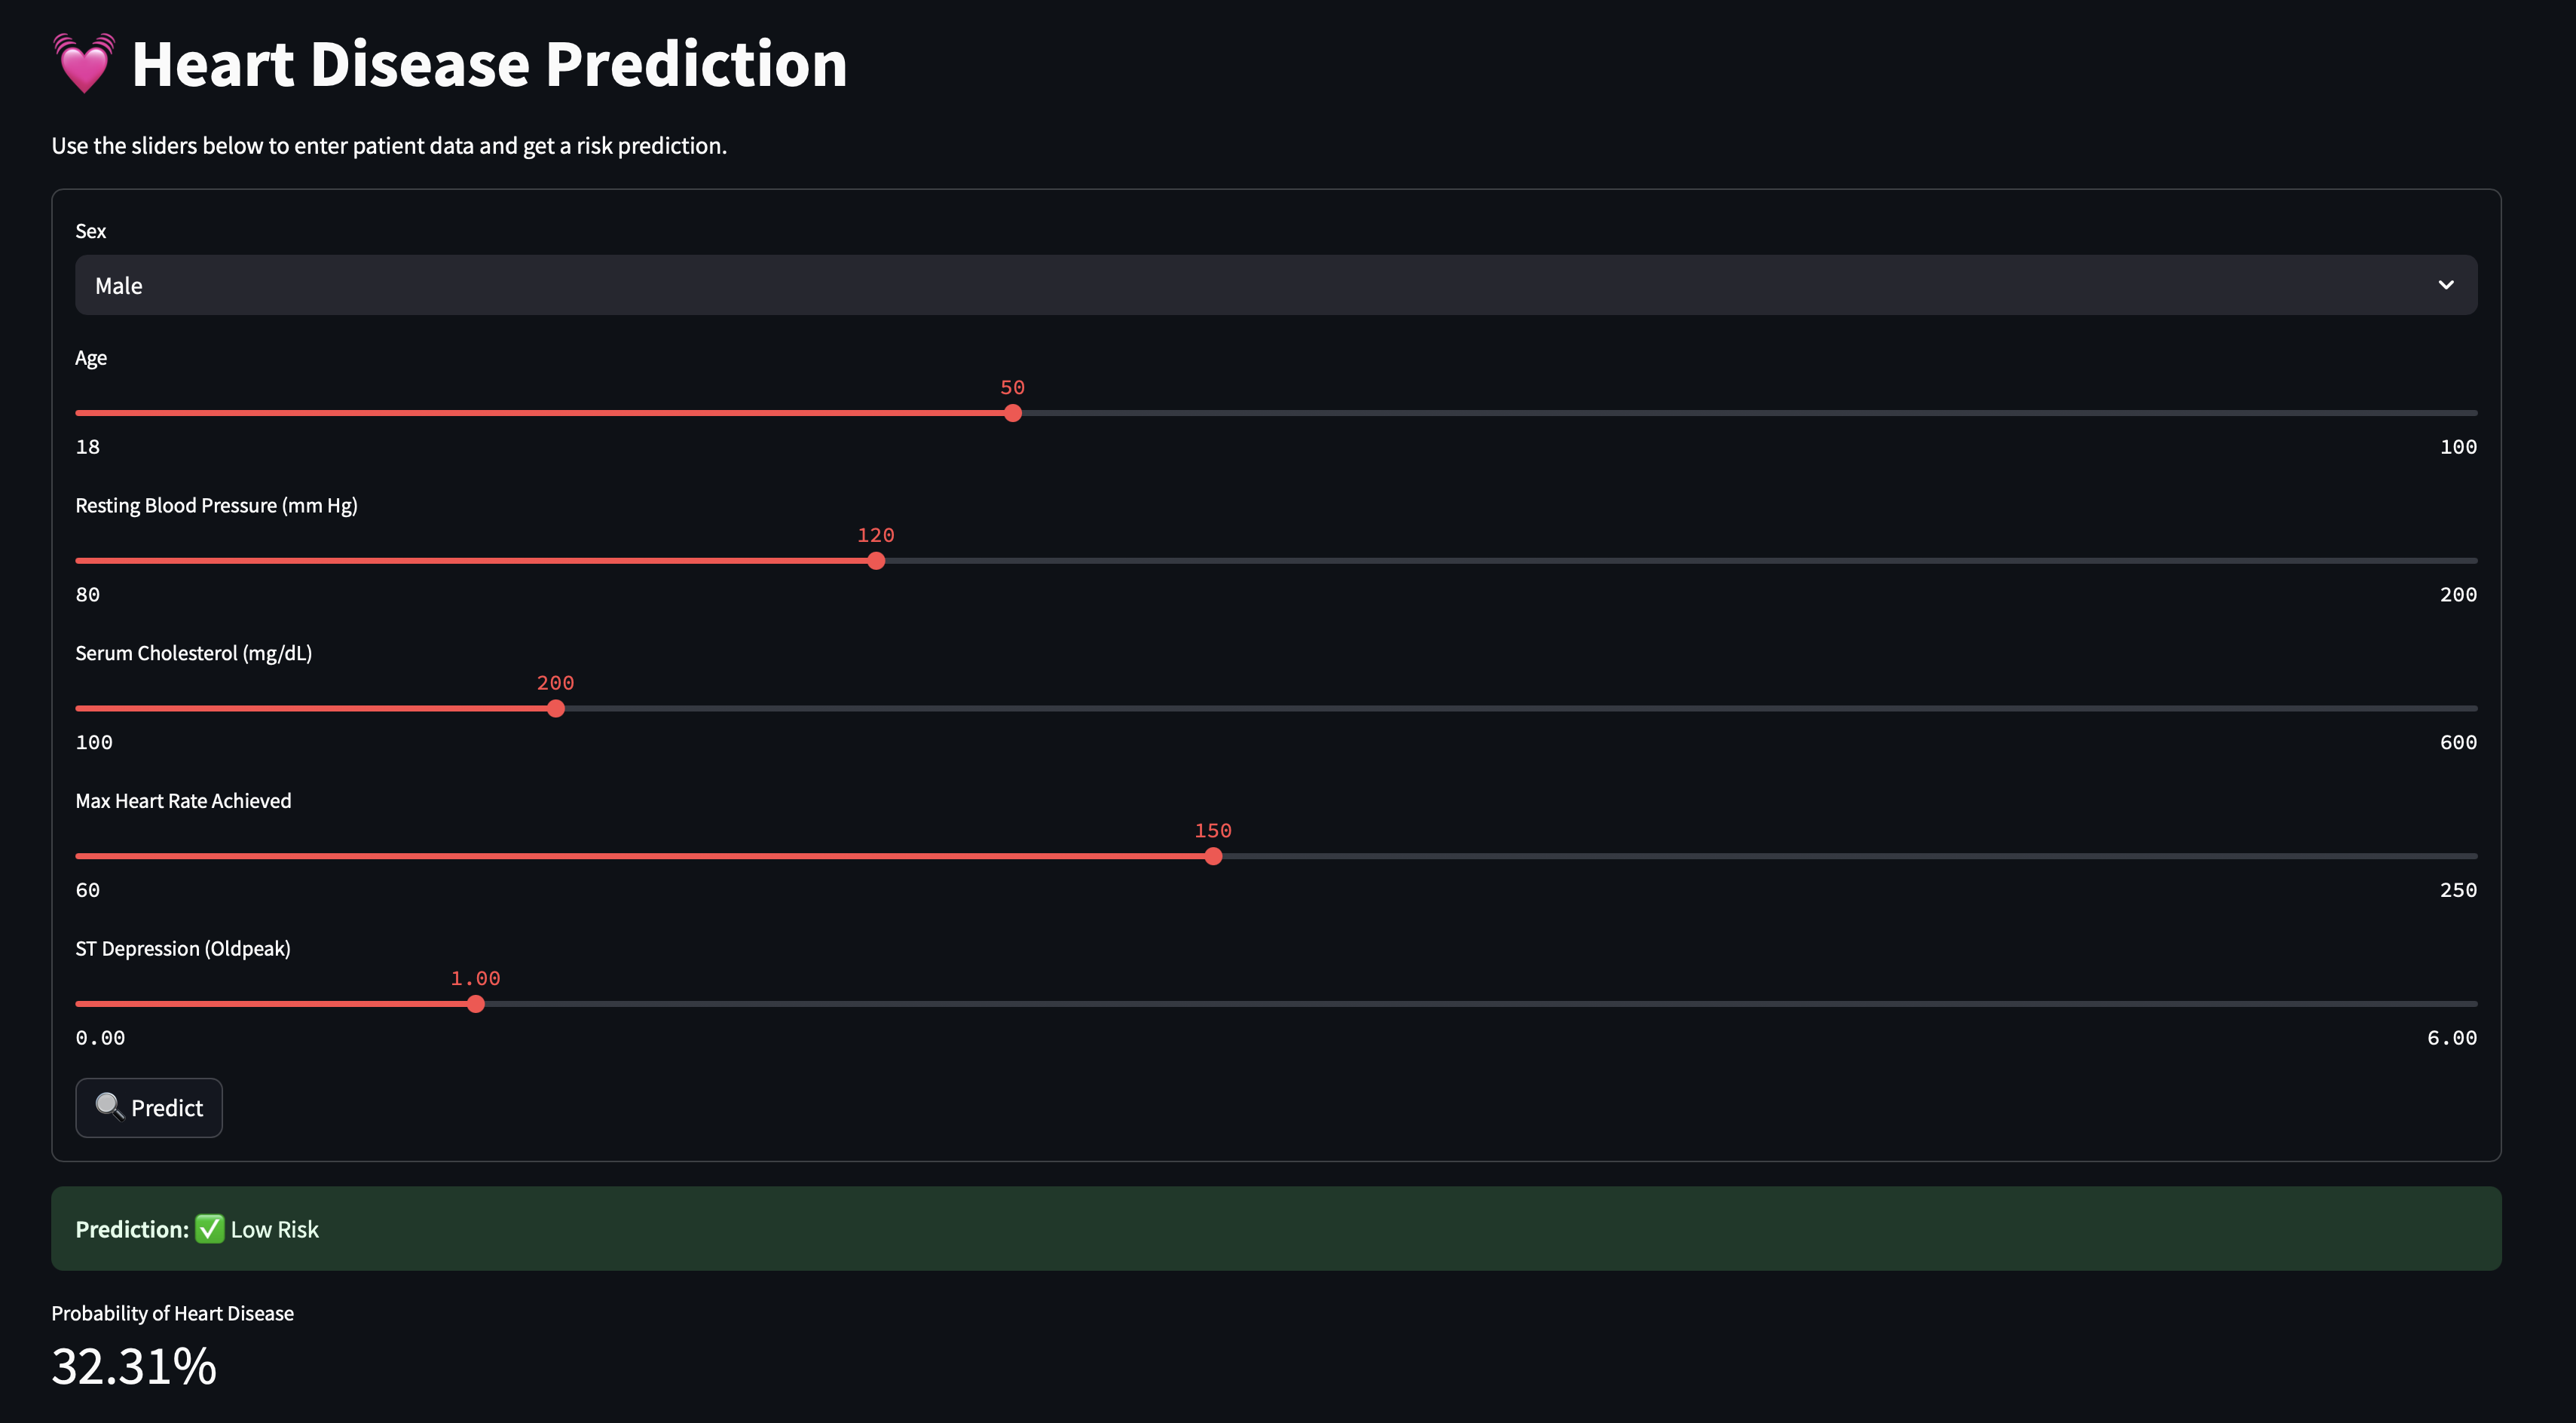 Heart Disease Prediction
Use the sliders below to enter patient data and get a risk prediction.
Sex
Male
Age
50
18 100
Resting Blood Pressure (mm Hg)
120
80 200
Serum Cholesterol (mg/dL)
200
100 600
Max Heart Rate Achieved
150
60 250
ST Depression (Oldpeak)
1.00
0.00 6.00
Predict
Prediction: ✅ Low Risk
Probability of Heart Disease
32.31%